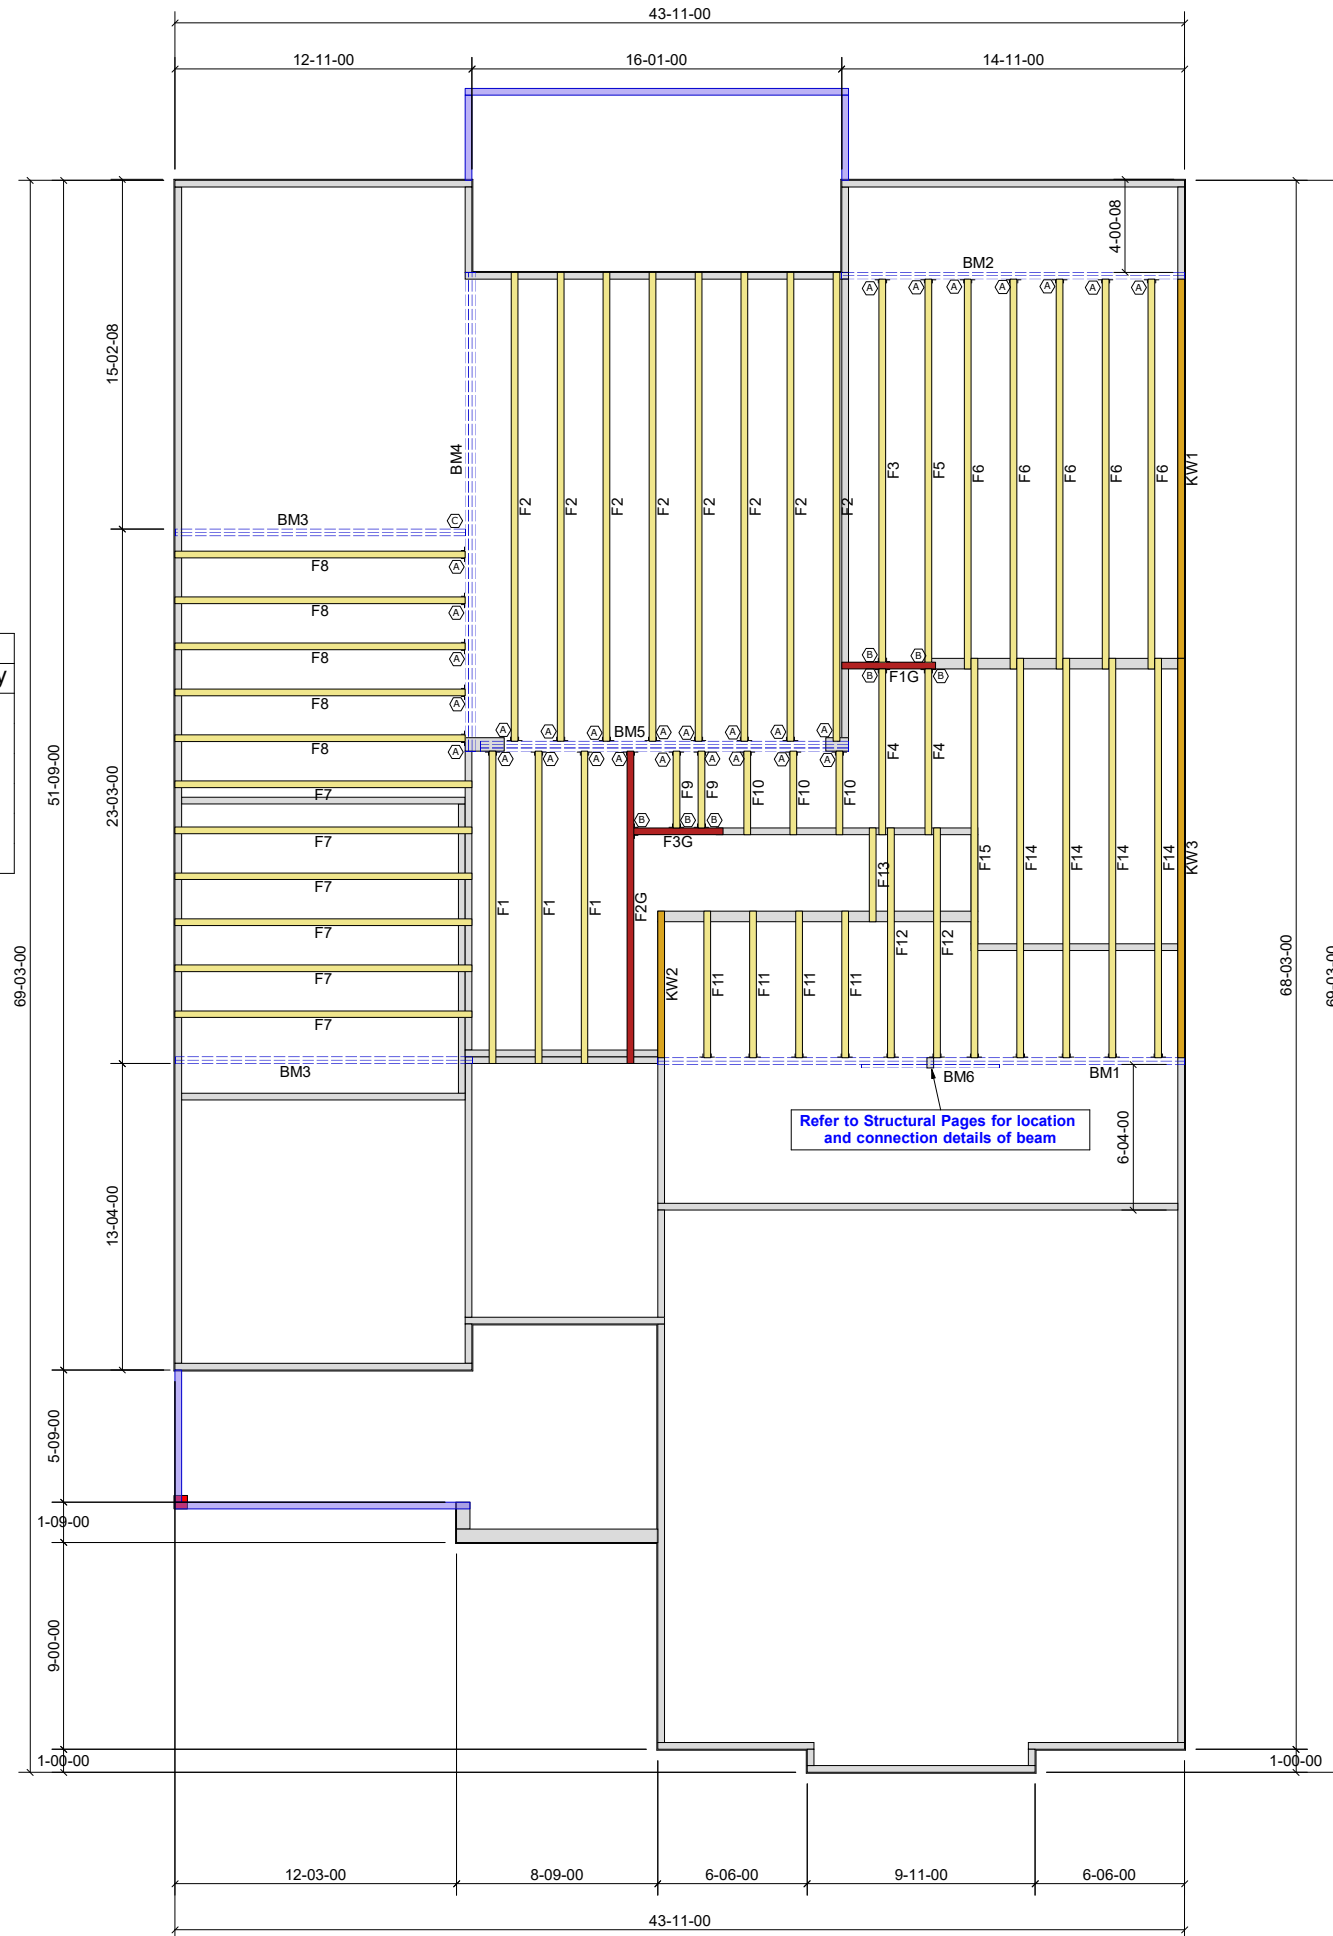 43-11-00
12-11-00
16-01-00
14-11-00
4-00-08
BM2
A A A A A A A
15-02-08
BM4
F2 F2 F2 F2 F2 F2 F2 F2
F3 F5 F6 F6 F6 F6 F6
KW1
BM3
C
F8
A
F8
A
F8
A
F8
A
F8
A
B B
F1G
B B
y
51-09-00
23-03-00
69-03-00
A A A A A A A A
BM5
A A A A A A A A A
F9 F9 F10 F10 F10
F4 F4
B B B
F3G
F7
F7
F7
F7
F7
F7
F1 F1 F1
F2G
F13
F15 F14 F14 F14 F14
KW3
F12 F12
KW2
F11 F11 F11 F11
68-03-00
69-03-00
BM3
BM6
BM1
Refer to Structural Pages for location
and connection details of beam
6-04-00
13-04-00
5-09-00
1-09-00
9-00-00
1-00-00
1-00-00
12-03-00
8-09-00
6-06-00
9-11-00
6-06-00
43-11-00